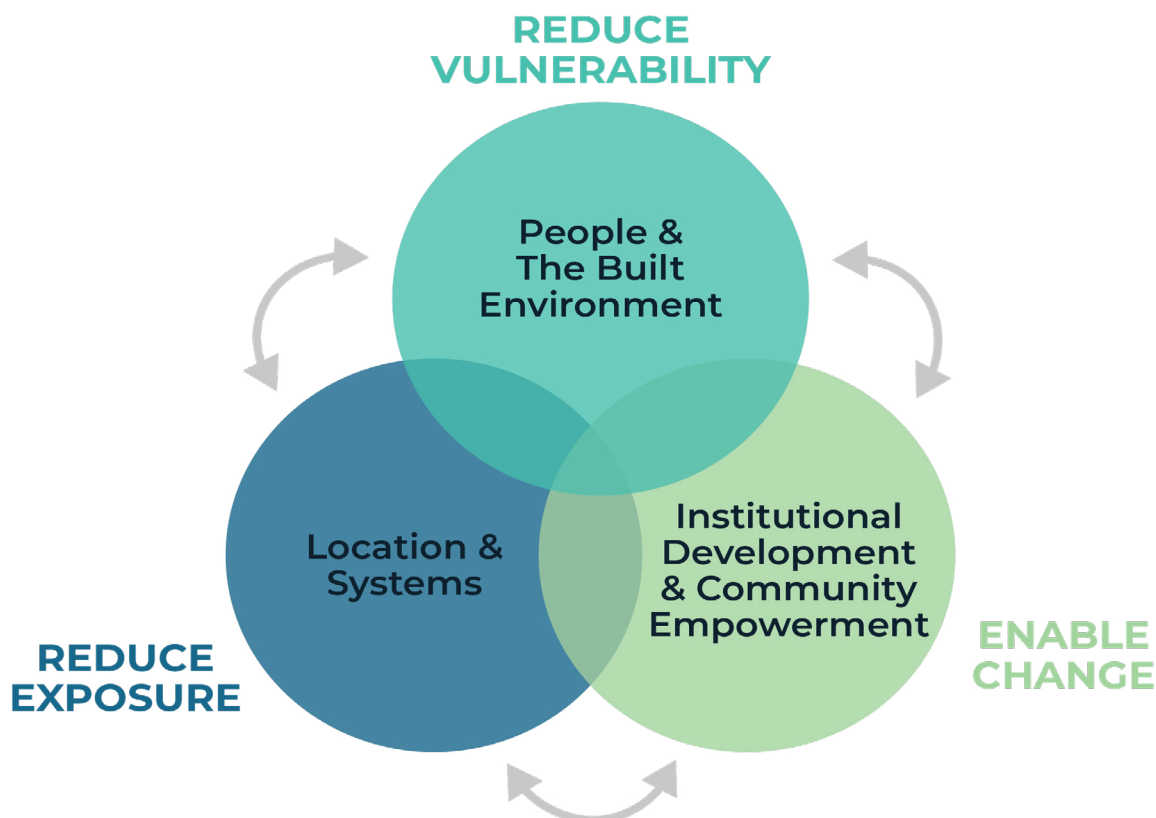 REDUCE
VULNERABILITY
People &
The Built
Environment
Location &
Systems
Institutional
Development
& Community
Empowerment
REDUCE
EXPOSURE
ENABLE
CHANGE